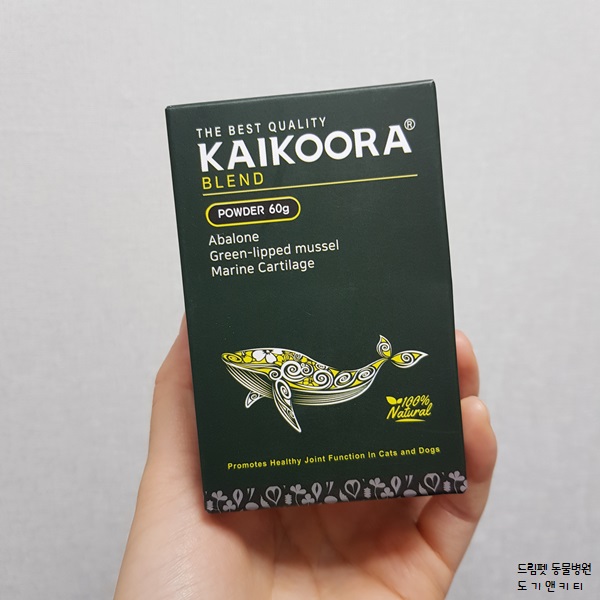 THE BEST QUALITY
KAIKOORA®
BLEND
POWDER 60g
Abalone
Green-lipped mussel
Marine Cartilage
100%
Natural
Promotes Healthy Joint Function In Cats and Dogs
드림펫 동물병원
도기앤키티